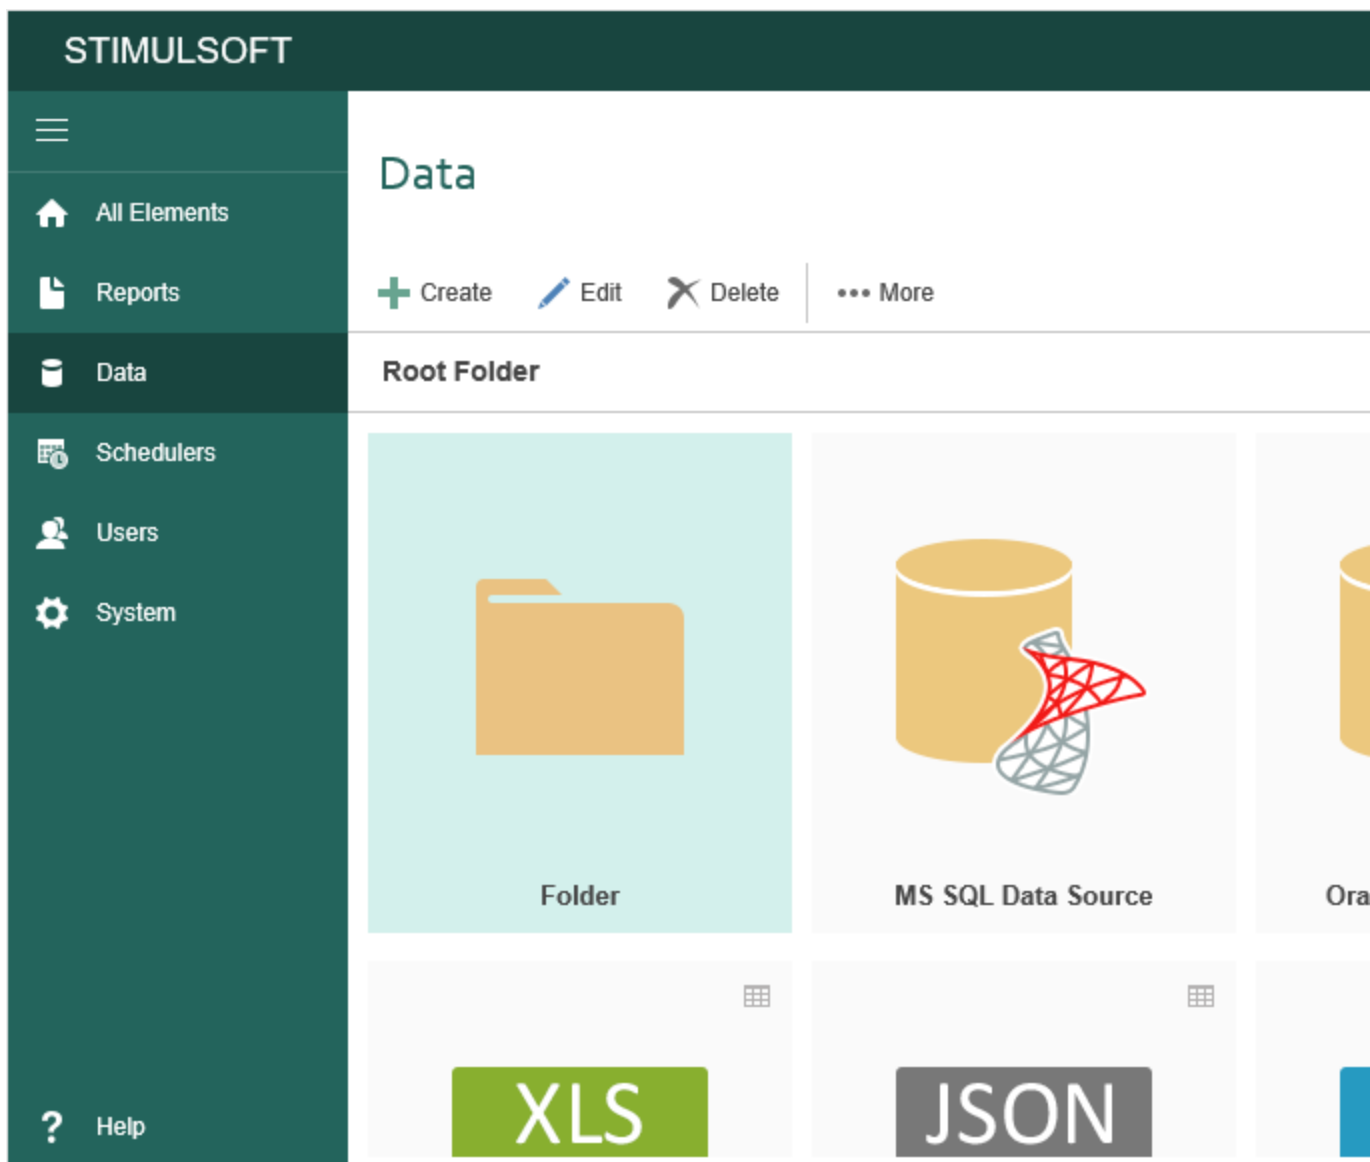 STIMULSOFT
All Elements
Reports
Data
Schedulers
Users
System
Help
Data
Create Edit Delete More
Root Folder
Folder
MS SQL Data Source
XLS
JSON